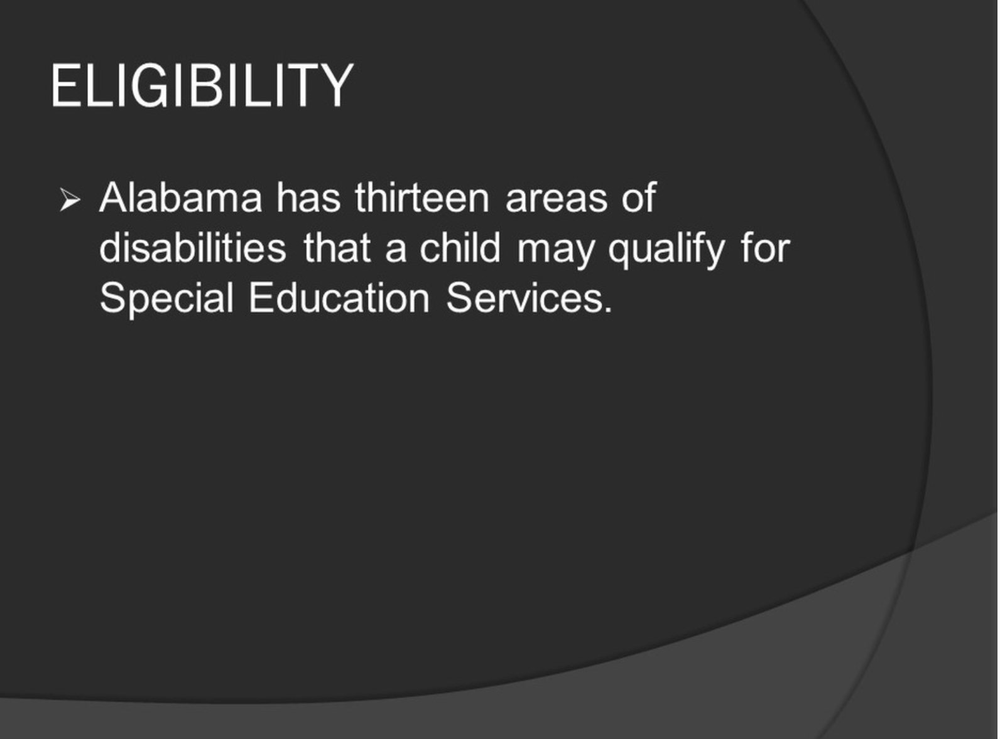 ELIGIBILITY
Alabama has thirteen areas of
disabilities that a child may qualify for
Special Education Services.